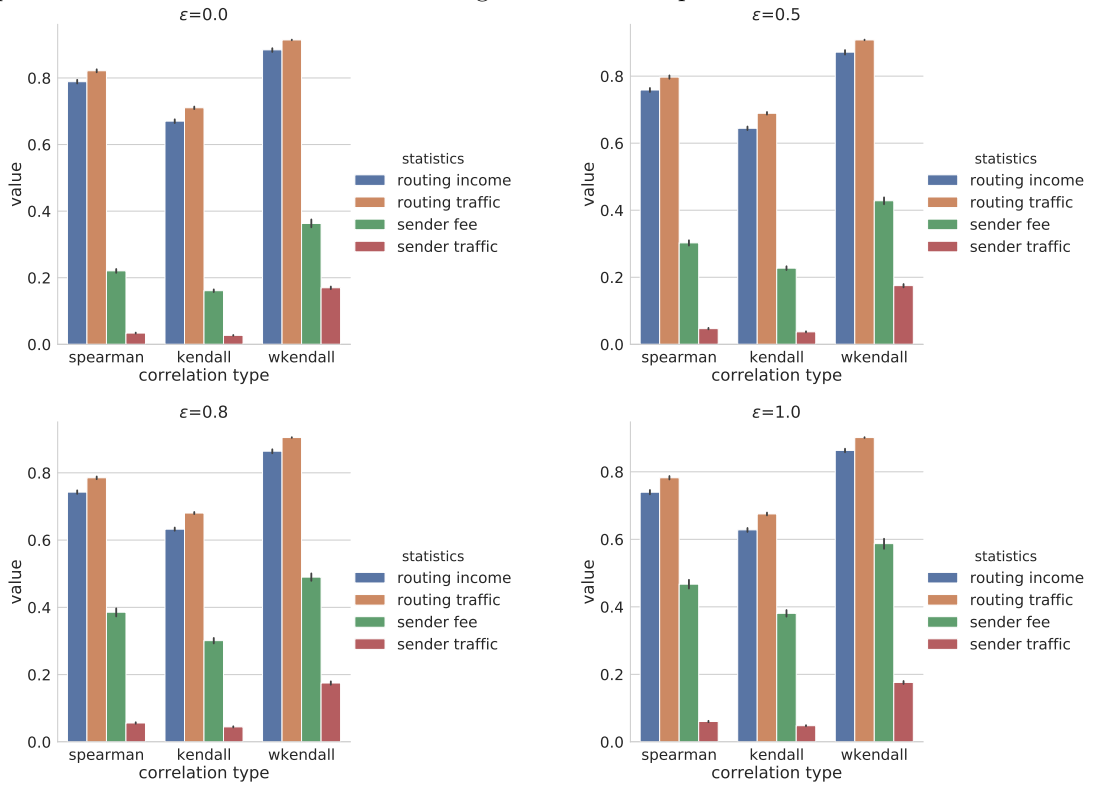 ε=0.0
0.8
0.6
0.4
0.2
0.0
value
spearman kendall wkendall
correlation type
statistics
routing income
routing traffic
sender fee
sender traffic
ε=0.5
0.8
0.6
0.4
0.2
0.0
value
spearman kendall wkendall
correlation type
statistics
routing income
routing traffic
sender fee
sender traffic
ε=0.8
0.8
0.6
0.4
0.2
0.0
value
spearman kendall wkendall
correlation type
statistics
routing income
routing traffic
sender fee
sender traffic
ε=1.0
0.8
0.6
0.4
0.2
0.0
value
spearman kendall wkendall
correlation type
statistics
routing income
routing traffic
sender fee
sender traffic